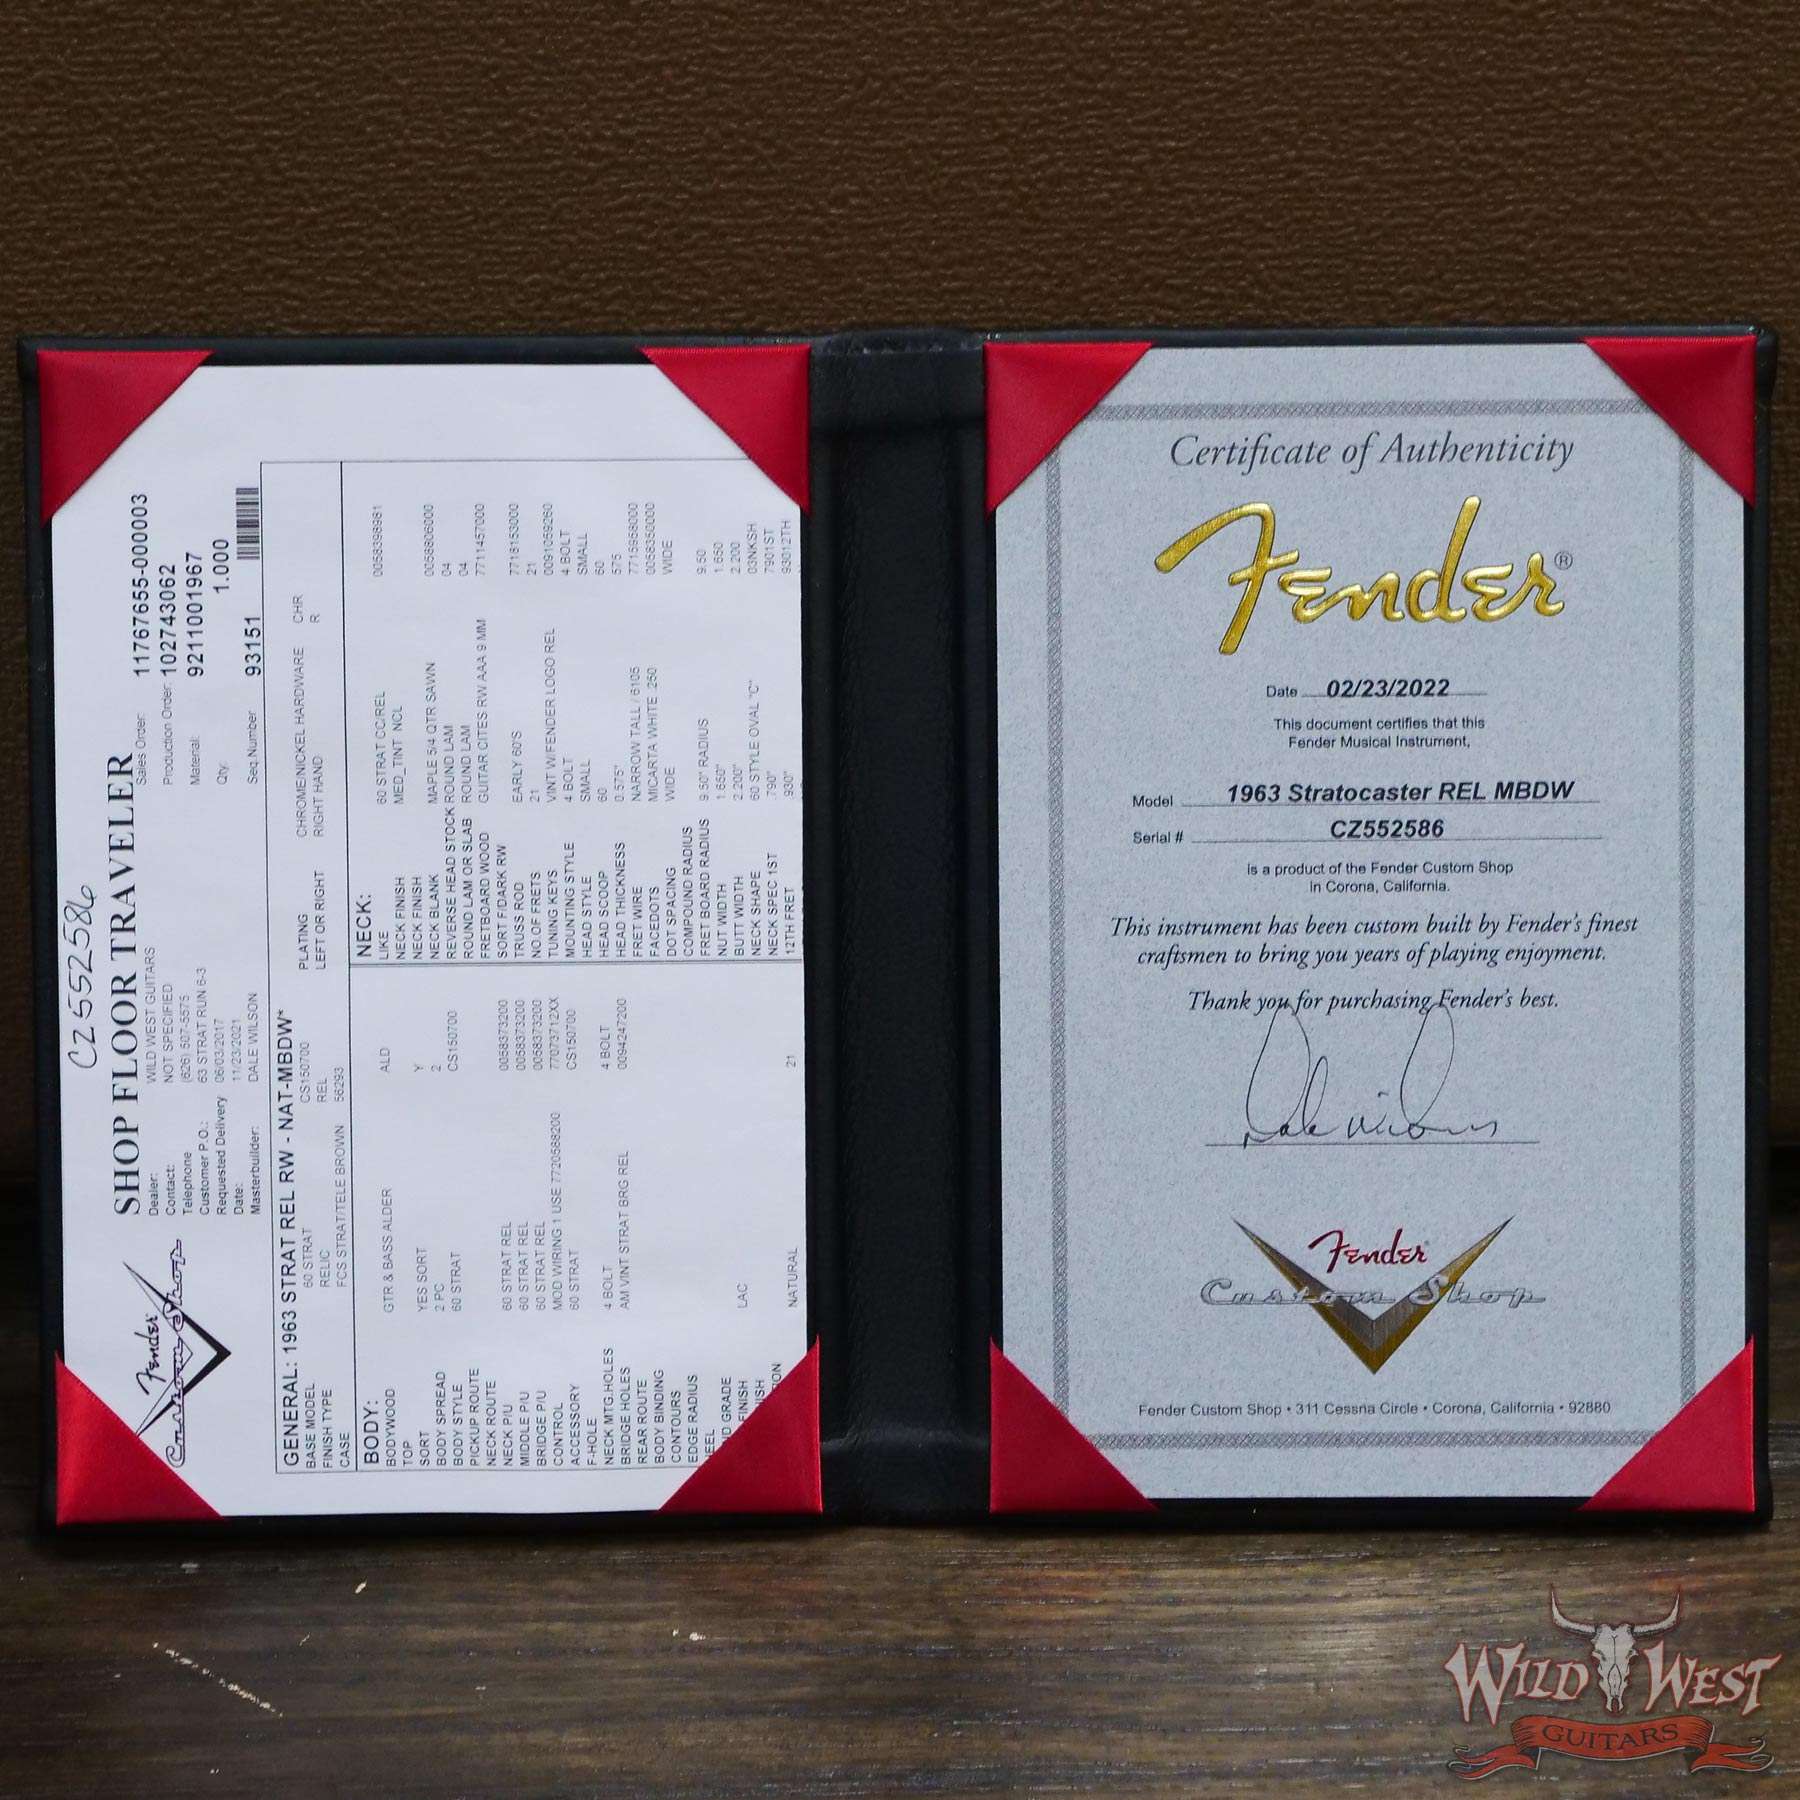 CZ552586
Fender
Custom Shop
SHOP FLOOR TRAVELER
Dealer: WILD WEST GUITARS
Contact: NOT SPECIFIED
Telephone (626) 507-5575
Customer P.O.: 63 STRAT RUN 6-3
Requested Delivery 06/03/2017
Date: 11/23/2021
Masterbuilder: DALE WILSON
Sales Order: 11767655-000003
Production Order: 102743062
Material: 9211001967
Qty. 1.000
Seq.Number 93151
GENERAL: 1963 STRAT REL RW - NAT-MBDW*
BASE MODEL 60 STRAT CS150700
FINISH TYPE RELIC REL
CASE FCS STRAT/TELE BROWN 56293
PLATING CHROME/NICKEL HARDWARE CHR
LEFT OR RIGHT RIGHT HAND R
BODY:
BODYWOOD GTR & BASS ALDER ALD
TOP
SORT YES SORT Y
BODY SPREAD 2 PC 2
BODY STYLE 60 STRAT CS150700
PICKUP ROUTE
NECK ROUTE
NECK P/U 60 STRAT REL 0058373200
MIDDLE P/U 60 STRAT REL 0058373200
BRIDGE P/U 60 STRAT REL 0058373200
CONTROL MOD WIRING 1 USE 7720588200 77073712XX
ACCESSORY 60 STRAT CS150700
F-HOLE
NECK MTG.HOLES 4 BOLT 4 BOLT
BRIDGE HOLES AM VINT STRAT BRG REL 0094247200
REAR ROUTE
BODY BINDING
CONTOURS
EDGE RADIUS
HEEL
GRADE
FINISH LAC
NATURAL 21
NECK:
LIKE 60 STRAT CC/REL 0058398981
NECK FINISH MED_TINT NCL
NECK FINISH
NECK BLANK MAPLE 5/4 QTR SAWN 0058806000
REVERSE HEAD STOCK ROUND LAM 04
ROUND LAM OR SLAB ROUND LAM 04
FRETBOARD WOOD GUITAR CITES RW AAA 9 MM 7711457000
SORT F/DARK RW
TRUSS ROD EARLY 60'S 7718153000
NO.OF FRETS 21 21
TUNING KEYS VINT W/FENDER LOGO REL 0091059260
MOUNTING STYLE 4 BOLT 4 BOLT
HEAD STYLE SMALL SMALL
HEAD SCOOP 60 60
HEAD THICKNESS 0.575" 575
FRET WIRE NARROW TALL / 6105 7715968000
FACEDOTS MICARTA WHITE .250 0058350000
DOT SPACING WIDE WIDE
COMPOUND RADIUS
FRET BOARD RADIUS 9.50" RADIUS 9.50
NUT WIDTH 1.650" 1.650
BUTT WIDTH 2.200" 2.200
NECK SHAPE 60 STYLE OVAL "C" 03NKSH
NECK SPEC 1ST .790" 7901ST
12TH FRET .930" 93012TH
Certificate of Authenticity
Fender®
Date 02/23/2022
This document certifies that this
Fender Musical Instrument,
Model 1963 Stratocaster REL MBDW
Serial # CZ552586
is a product of the Fender Custom Shop
in Corona, California.
This instrument has been custom built by Fender's finest
craftsmen to bring you years of playing enjoyment.
Thank you for purchasing Fender's best.
Dale Wilson
Fender
Custom Shop
Fender Custom Shop • 311 Cessna Circle • Corona, California • 92880
WILD WEST
GUITARS